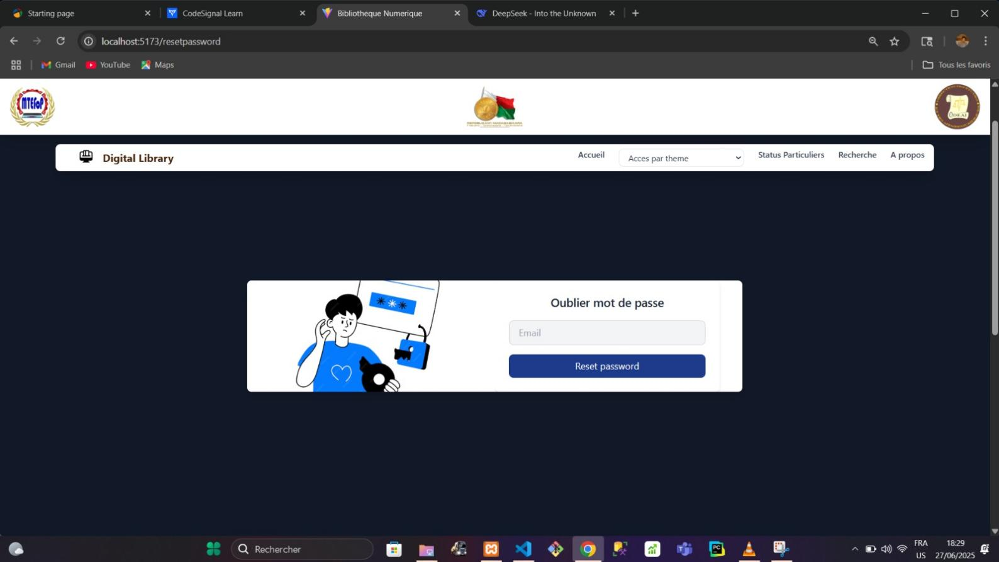 Starting page
CodeSignal Learn
Bibliotheque Numerique
DeepSeek - Into the Unknown
localhost:5173/resetpassword
Gmail
YouTube
Maps
Tous les favoris
MTEFoP
Digital Library
Accueil
Acces par theme
Status Particuliers
Recherche
A propos
Oublier mot de passe
Email
Reset password
Rechercher
FRA
US
18:29
27/06/2025